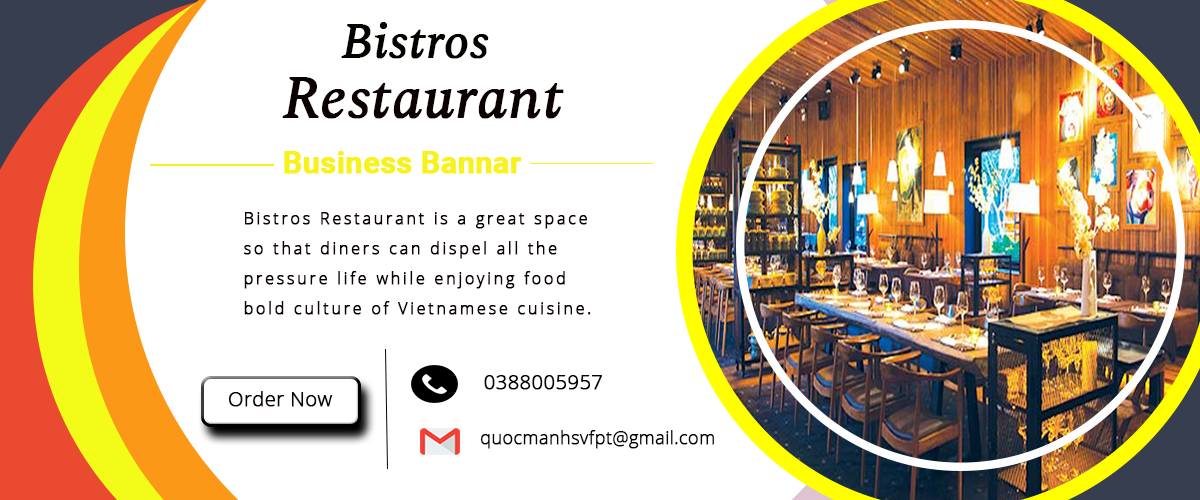 Bistros
Restaurant
Business Bannar
Bistros Restaurant is a great space
so that diners can dispel all the
pressure life while enjoying food
bold culture of Vietnamese cuisine.
Order Now
0388005957
quocmanhsvfpt@gmail.com